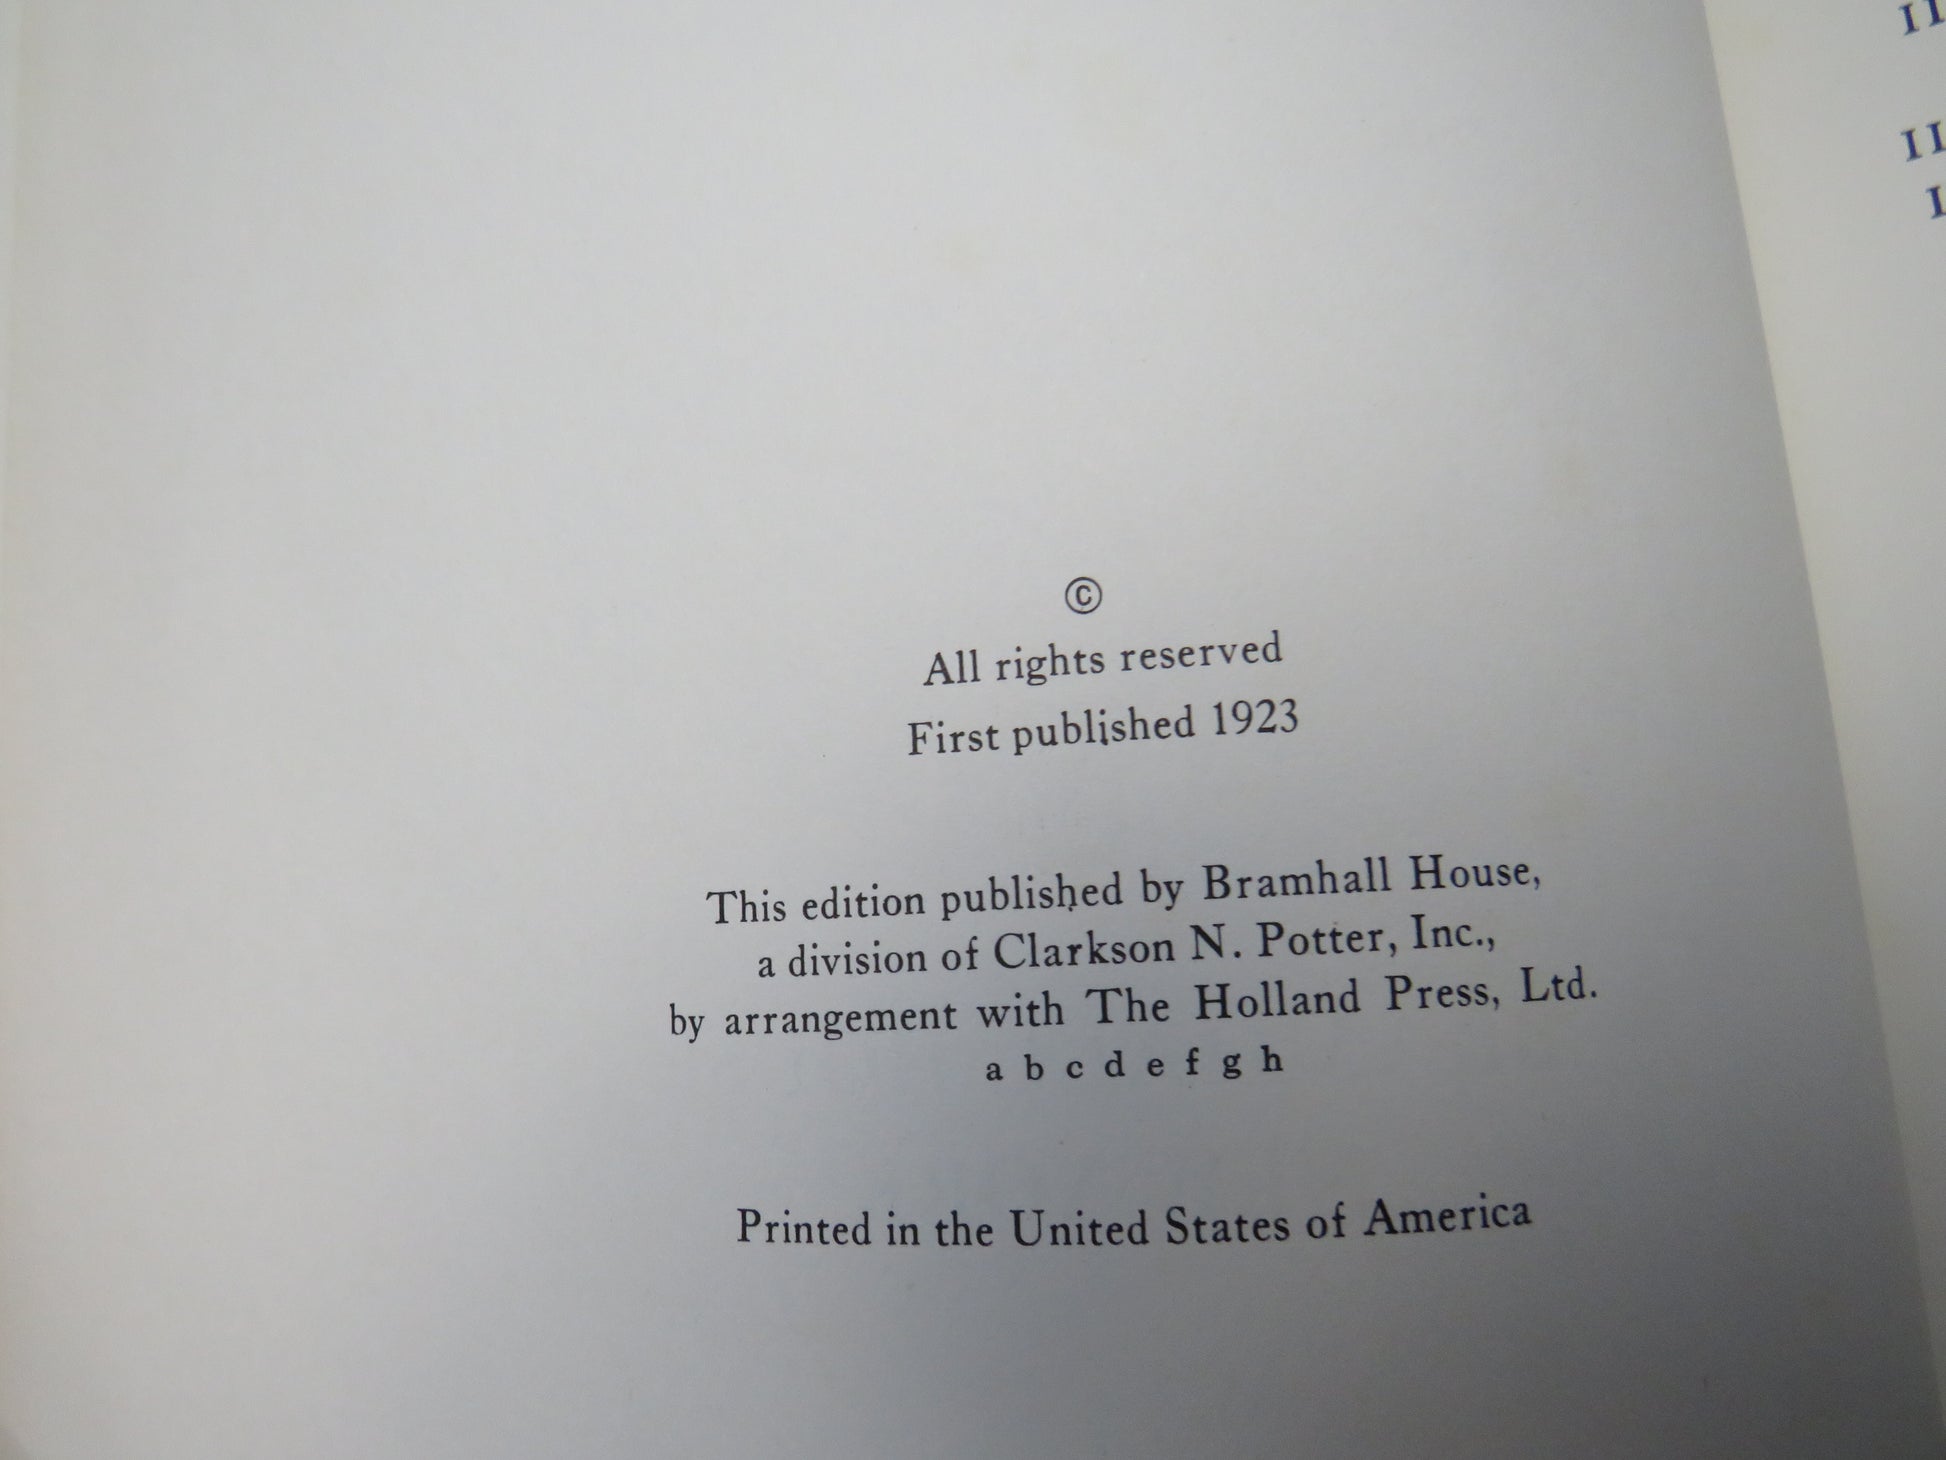 ©
All rights reserved
First published 1923
This edition published by Bramhall House,
a division of Clarkson N. Potter, Inc.,
by arrangement with The Holland Press, Ltd.
a b c d e f g h
Printed in the United States of America